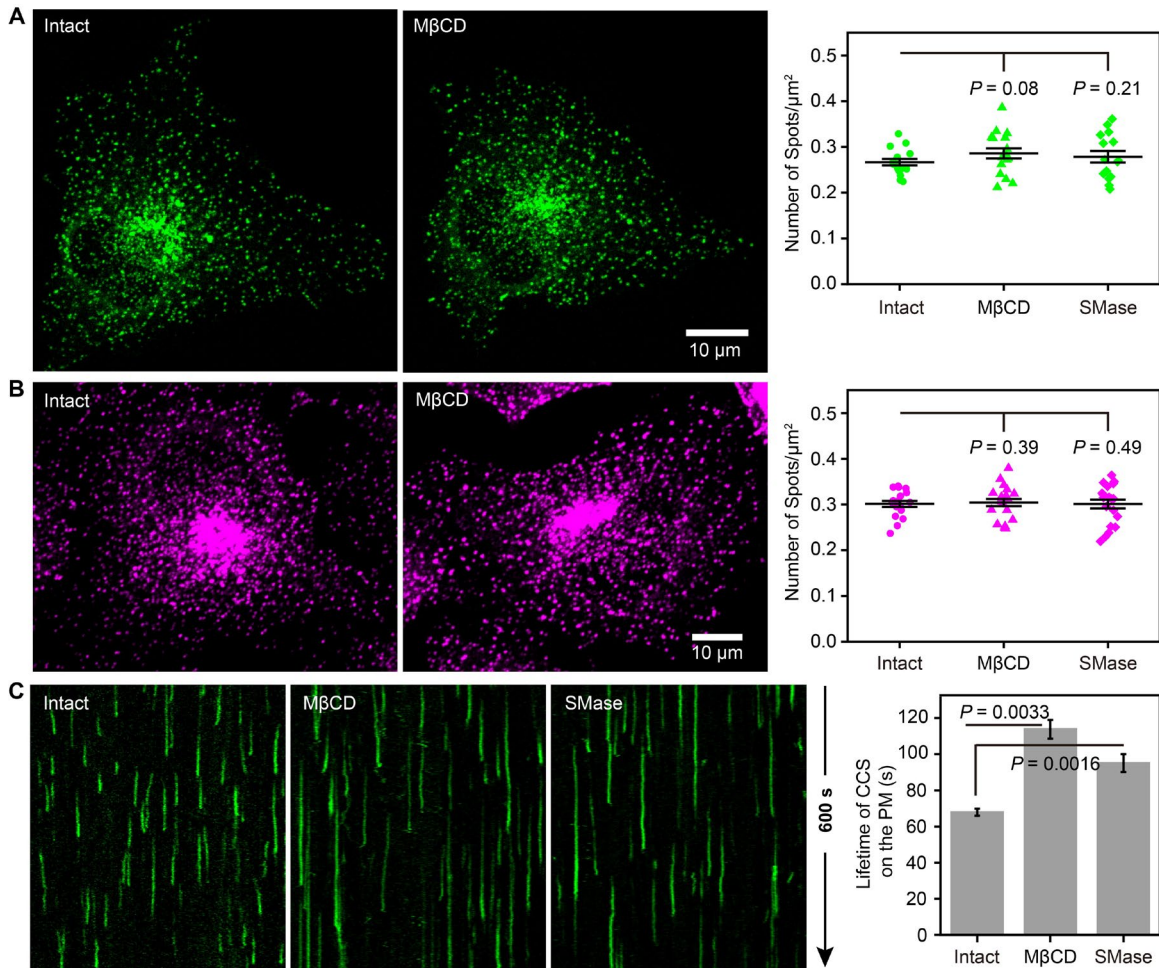 A
Intact
MβCD
10 µm
Number of Spots/µm²
0.5
0.4
0.3
0.2
0.1
0.0
P = 0.08
P = 0.21
Intact
MβCD
SMase
B
Intact
MβCD
10 µm
Number of Spots/µm²
0.5
0.4
0.3
0.2
0.1
0.0
P = 0.39
P = 0.49
Intact
MβCD
SMase
C
Intact
MβCD
SMase
600 s
Lifetime of CCS
on the PM (s)
120
100
80
60
40
20
0
P = 0.0033
P = 0.0016
Intact
MβCD
SMase